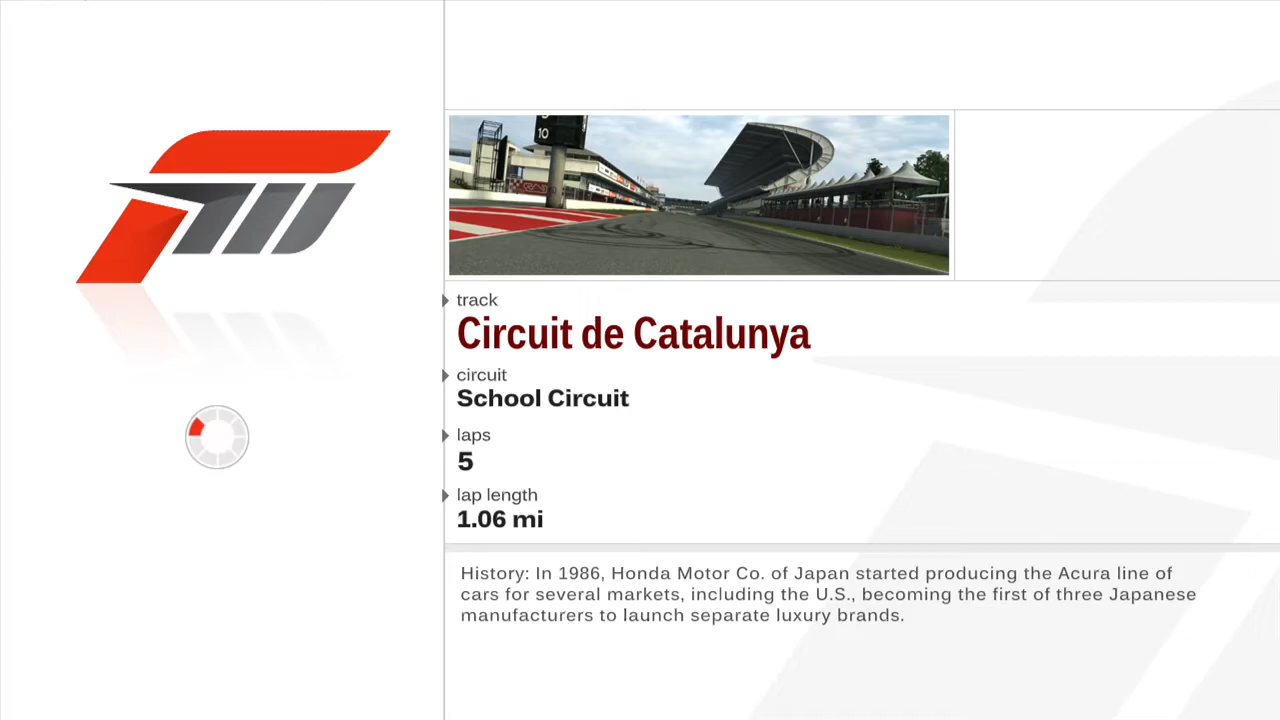 10
track
Circuit de Catalunya
circuit
School Circuit
laps
5
lap length
1.06 mi
History: In 1986, Honda Motor Co. of Japan started producing the Acura line of
cars for several markets, including the U.S., becoming the first of three Japanese
manufacturers to launch separate luxury brands.